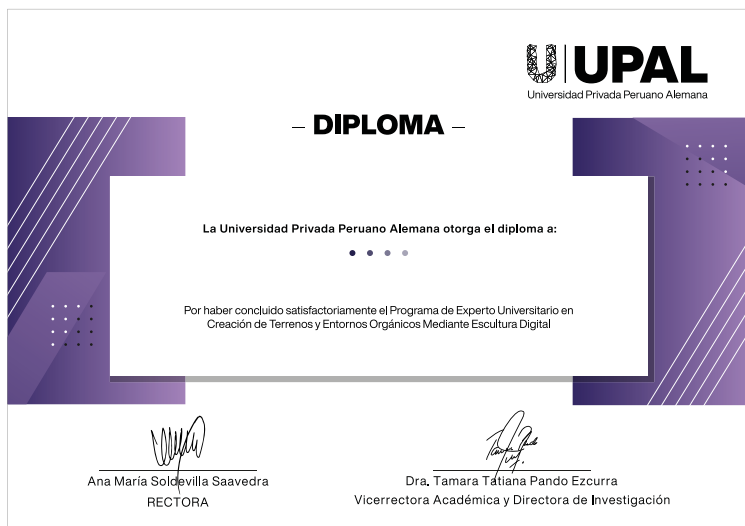 UPAL
Universidad Privada Peruano Alemana
– DIPLOMA –
La Universidad Privada Peruano Alemana otorga el diploma a:
Por haber concluido satisfactoriamente el Programa de Experto Universitario en
Creación de Terrenos y Entornos Orgánicos Mediante Escultura Digital
Ana María Soldevilla Saavedra
RECTORA
Dra. Tamara Tatiana Pando Ezcurra
Vicerrectora Académica y Directora de Investigación